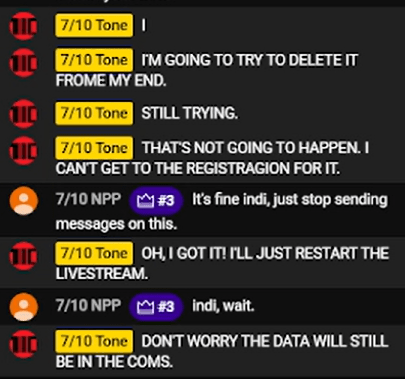 7/10 Tone I
7/10 Tone I'M GOING TO TRY TO DELETE IT
FROME MY END.
7/10 Tone STILL TRYING.
7/10 Tone THAT'S NOT GOING TO HAPPEN. I
CAN'T GET TO THE REGISTRAGION FOR IT.
7/10 NPP #3 It's fine indi, just stop sending
messages on this.
7/10 Tone OH, I GOT IT! I'LL JUST RESTART THE
LIVESTREAM.
7/10 NPP #3 indi, wait.
7/10 Tone DON'T WORRY THE DATA WILL STILL
BE IN THE COMS.